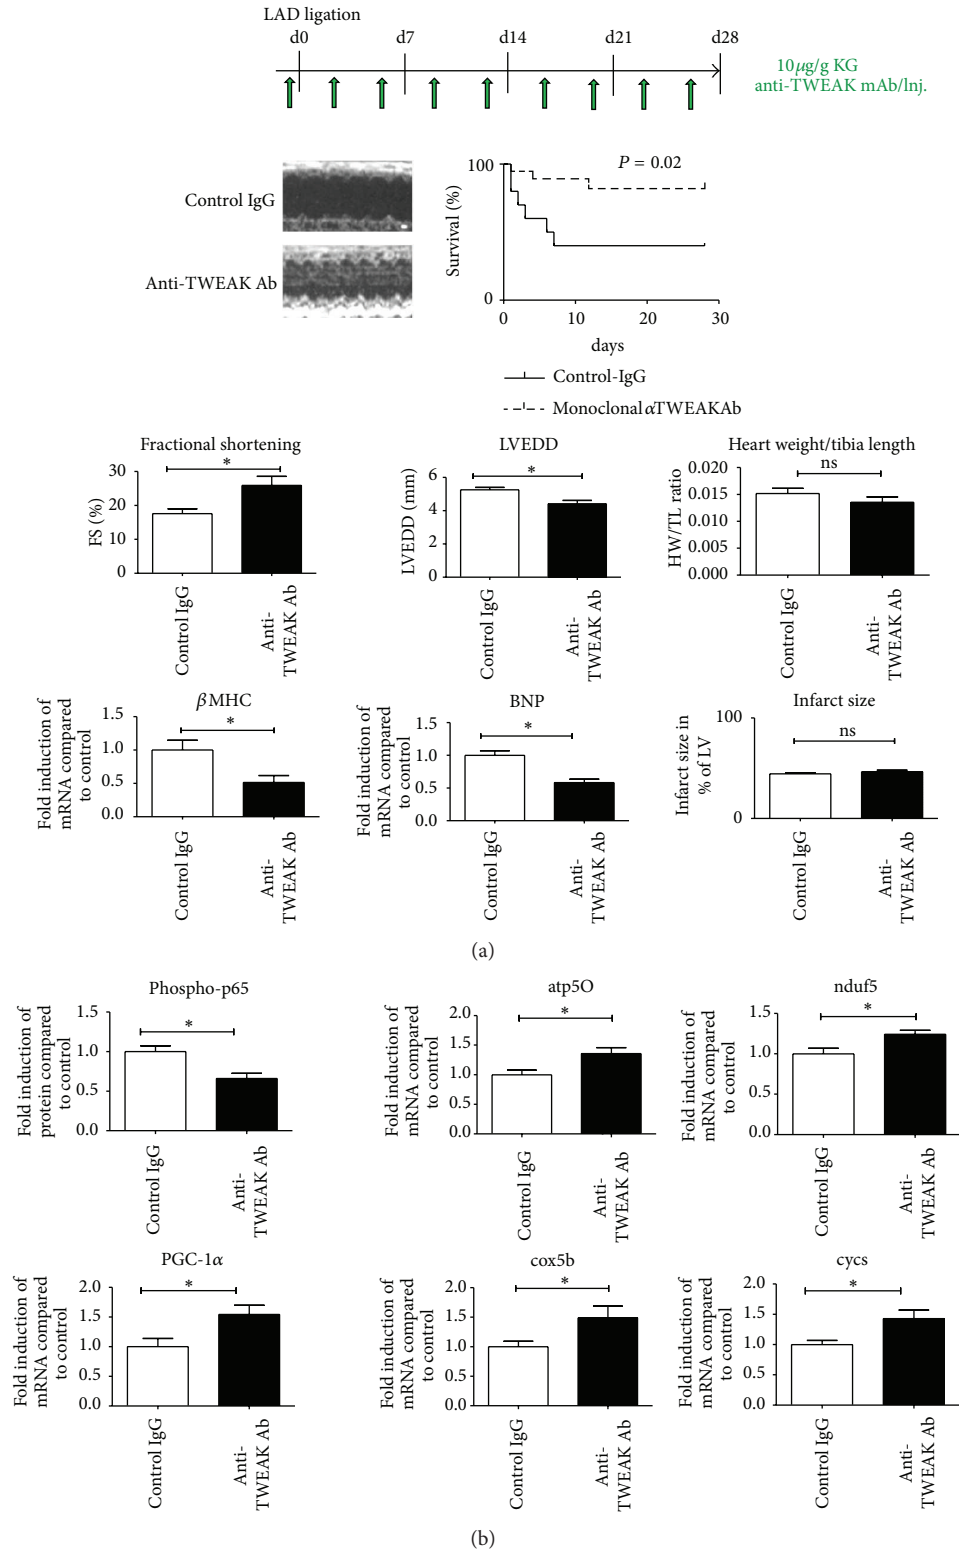 LAD ligation
d0 d7 d14 d21 d28
10 μg/g KG
anti-TWEAK mAb/Inj.
Control IgG
Anti-TWEAK Ab
100
0
Survival (%)
P = 0.02
0 10 20 30
days
Control-IgG
Monoclonal αTWEAKAb
Fractional shortening
FS (%)
30
20
10
0
*
Control IgG
Anti-
TWEAK Ab
LVEDD
LVEDD (mm)
6
4
2
0
*
Control IgG
Anti-
TWEAK Ab
Heart weight/tibia length
HW/TL ratio
0.020
0.015
0.010
0.005
0.000
ns
Control IgG
Anti-
TWEAK Ab
βMHC
Fold induction of
mRNA compared
to control
1.5
1.0
0.5
0.0
*
Control IgG
Anti-
TWEAK Ab
BNP
Fold induction of
mRNA compared
to control
1.5
1.0
0.5
0.0
*
Control IgG
Anti-
TWEAK Ab
Infarct size
Infarct size in
% of LV
100
0
ns
Control IgG
Anti-
TWEAK Ab
(a)
Phospho-p65
Fold induction of
protein compared
to control
1.5
1.0
0.5
0.0
*
Control IgG
Anti-
TWEAK Ab
atp5O
Fold induction of
mRNA compared
to control
2.0
1.5
1.0
0.5
0.0
*
Control IgG
Anti-
TWEAK Ab
nduf5
Fold induction of
mRNA compared
to control
1.5
1.0
0.5
0.0
*
Control IgG
Anti-
TWEAK Ab
PGC-1α
Fold induction of
mRNA compared
to control
2.0
1.5
1.0
0.5
0.0
*
Control IgG
Anti-
TWEAK Ab
cox5b
Fold induction of
mRNA compared
to control
2.0
1.5
1.0
0.5
0.0
*
Control IgG
Anti-
TWEAK Ab
cycs
Fold induction of
mRNA compared
to control
2.0
1.5
1.0
0.5
0.0
*
Control IgG
Anti-
TWEAK Ab
(b)